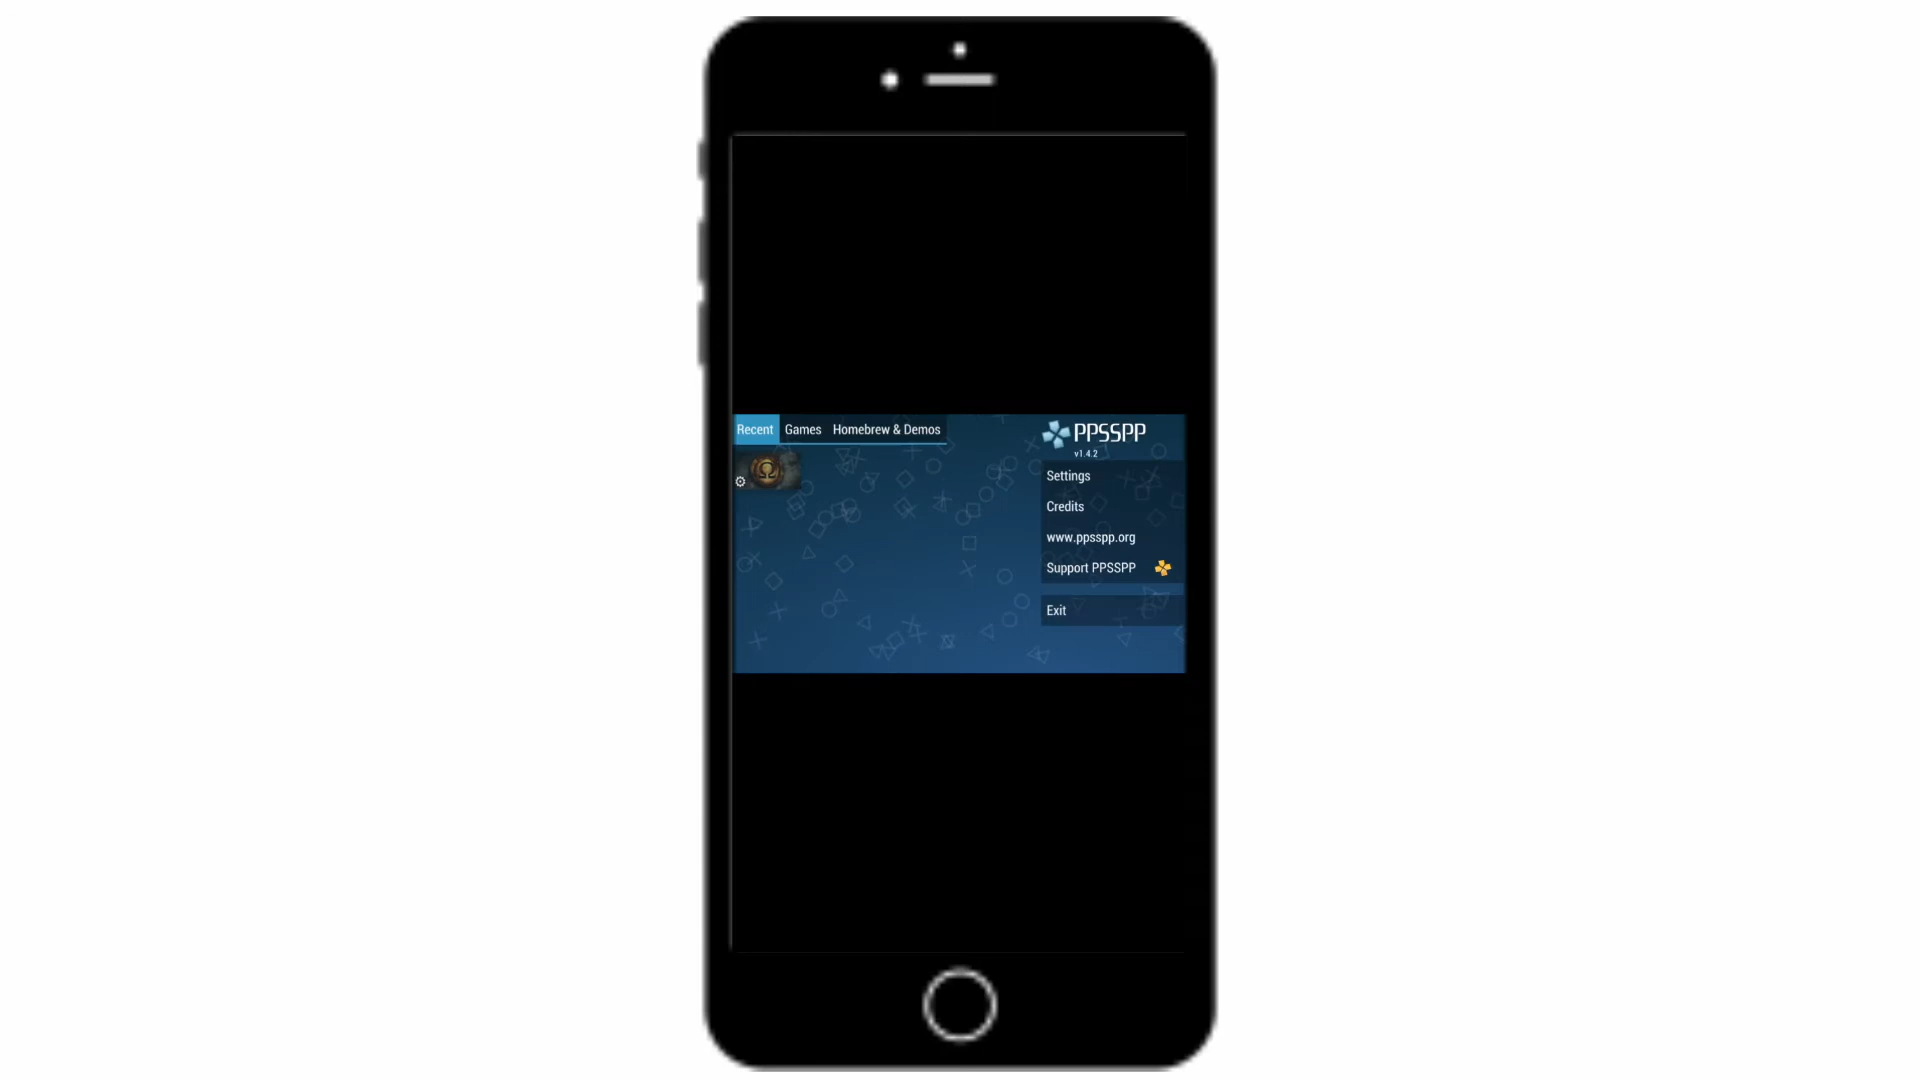 Recent Games Homebrew & Demos
PPSSPP
v1.4.2
Settings
Credits
www.ppsspp.org
Support PPSSPP
Exit